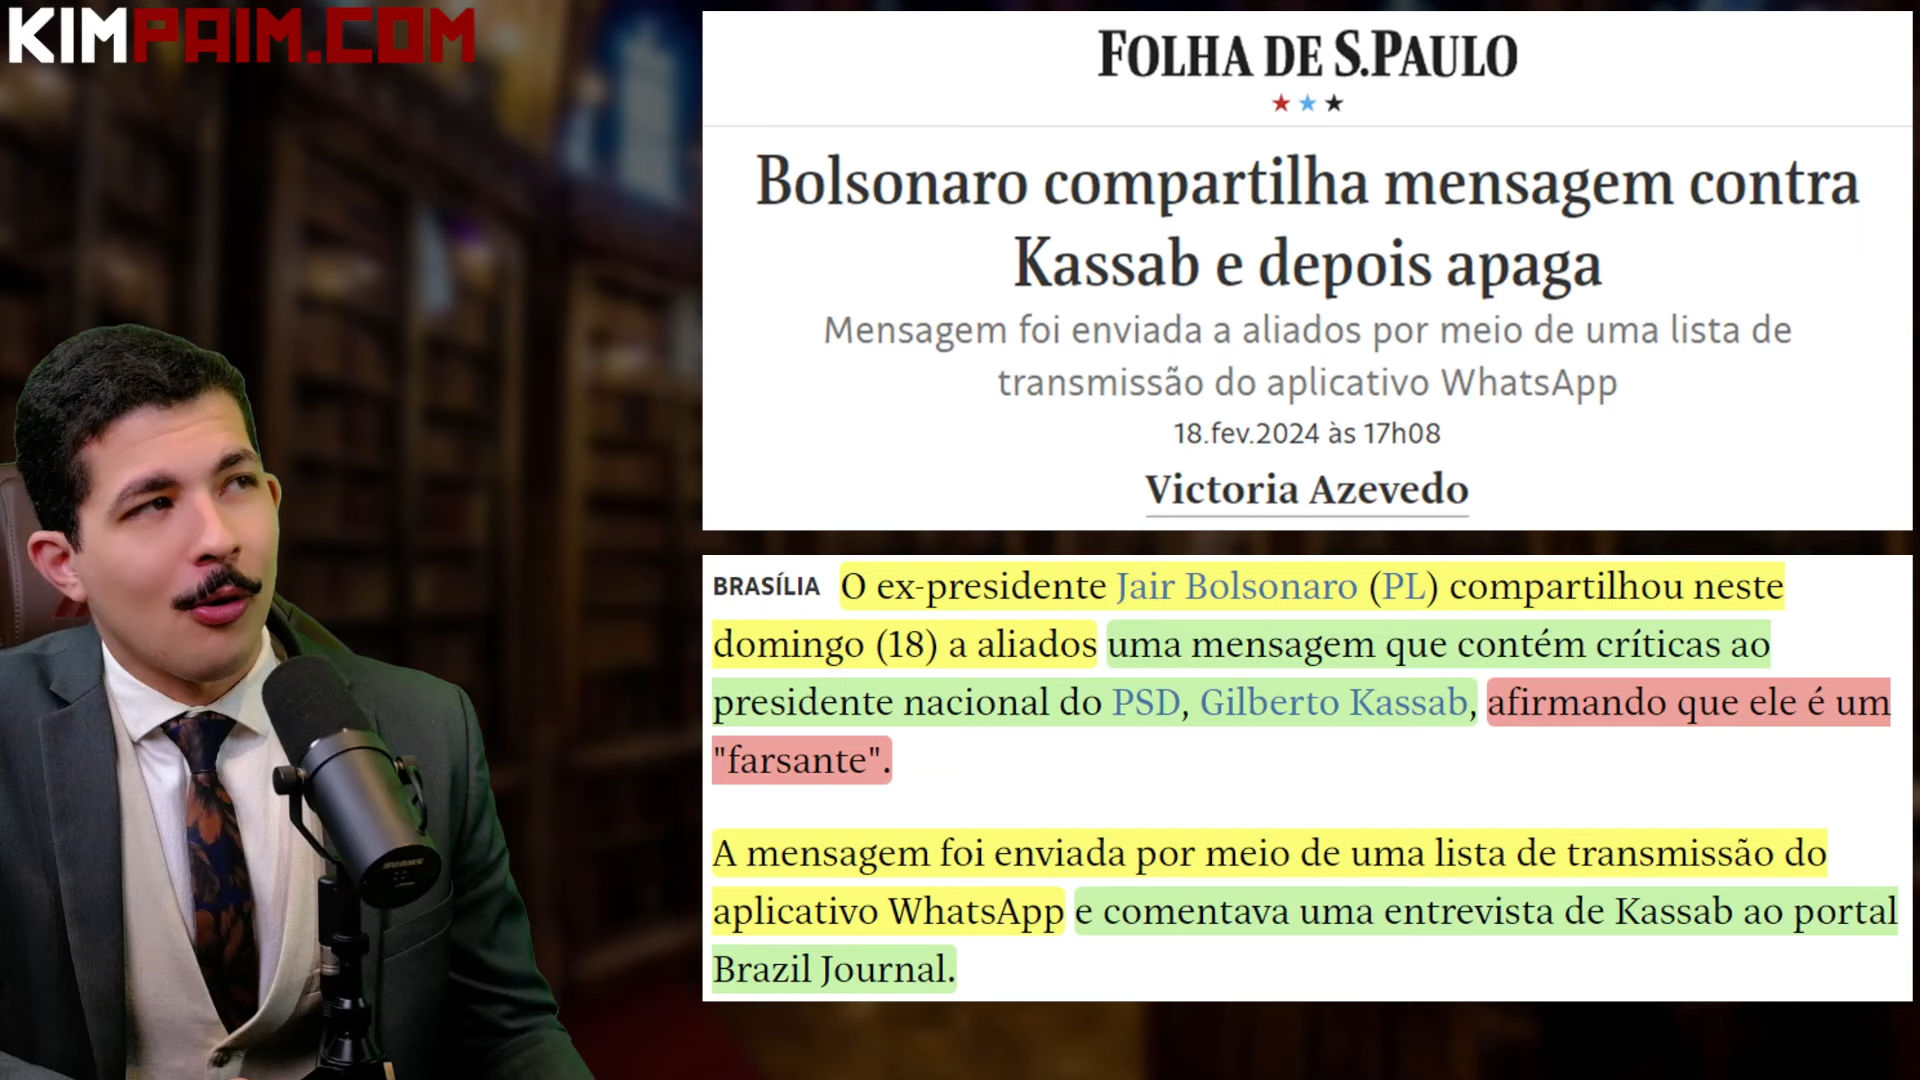 KIMPAIM.COM
FOLHA DE S.PAULO
Bolsonaro compartilha mensagem contra
Kassab e depois apaga
Mensagem foi enviada a aliados por meio de uma lista de
transmissão do aplicativo WhatsApp
18.fev.2024 às 17h08
Victoria Azevedo
BRASÍLIA O ex-presidente Jair Bolsonaro (PL) compartilhou neste
domingo (18) a aliados uma mensagem que contém críticas ao
presidente nacional do PSD, Gilberto Kassab, afirmando que ele é um
"farsante".
A mensagem foi enviada por meio de uma lista de transmissão do
aplicativo WhatsApp e comentava uma entrevista de Kassab ao portal
Brazil Journal.